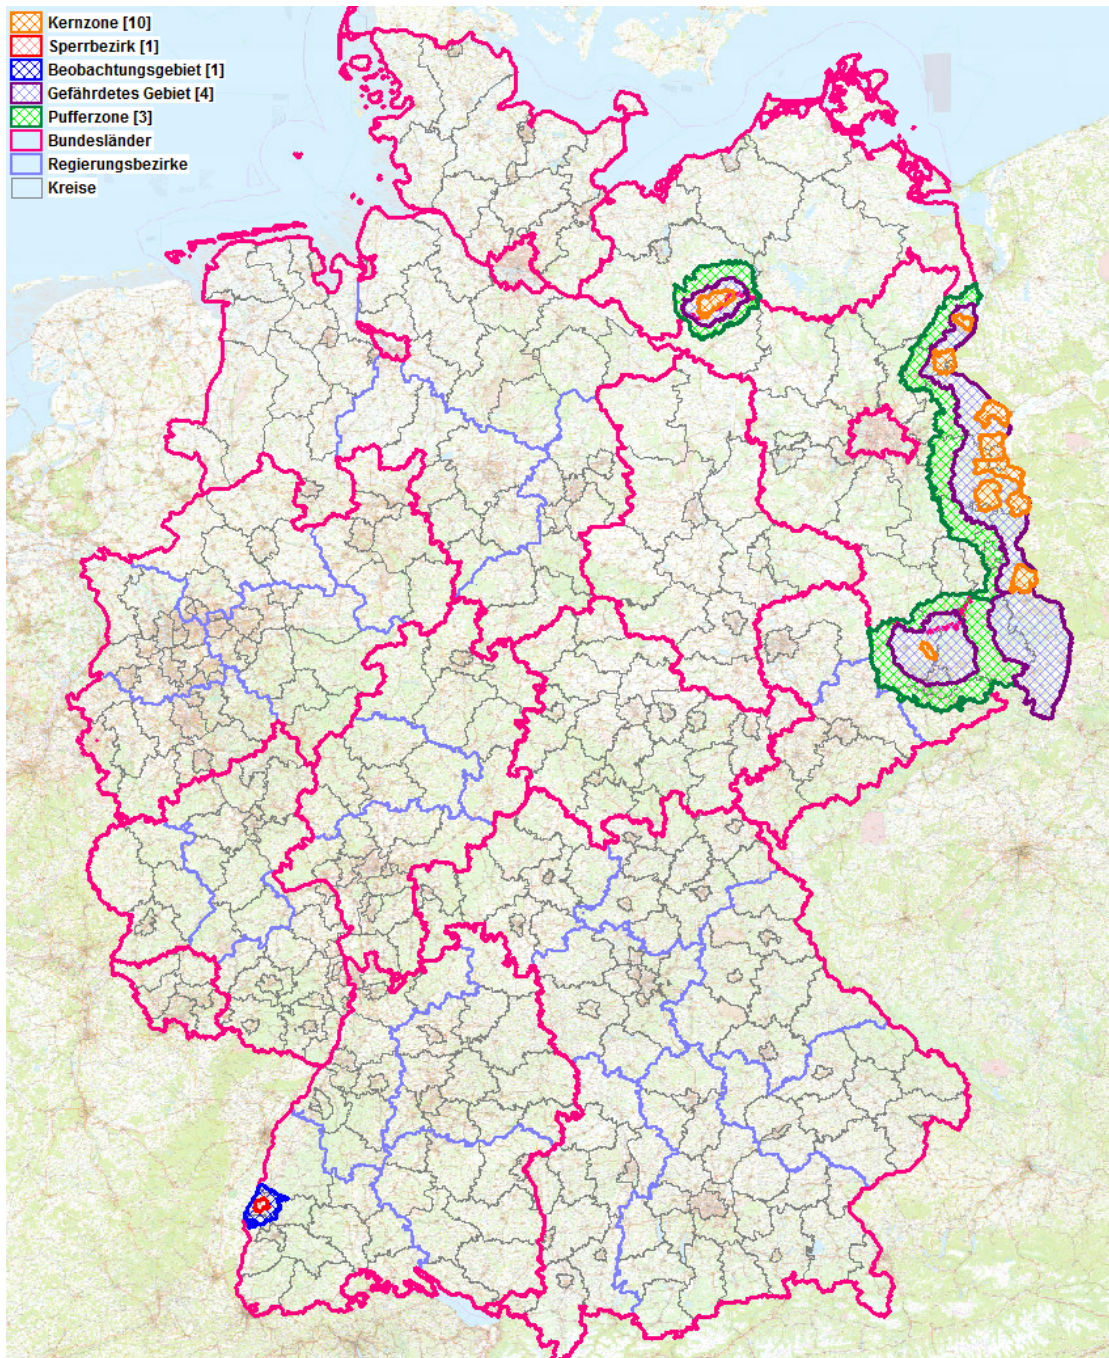 Kernzone [10]
Sperrbezirk [1]
Beobachtungsgebiet [1]
Gefährdetes Gebiet [4]
Pufferzone [3]
Bundesländer
Regierungsbezirke
Kreise